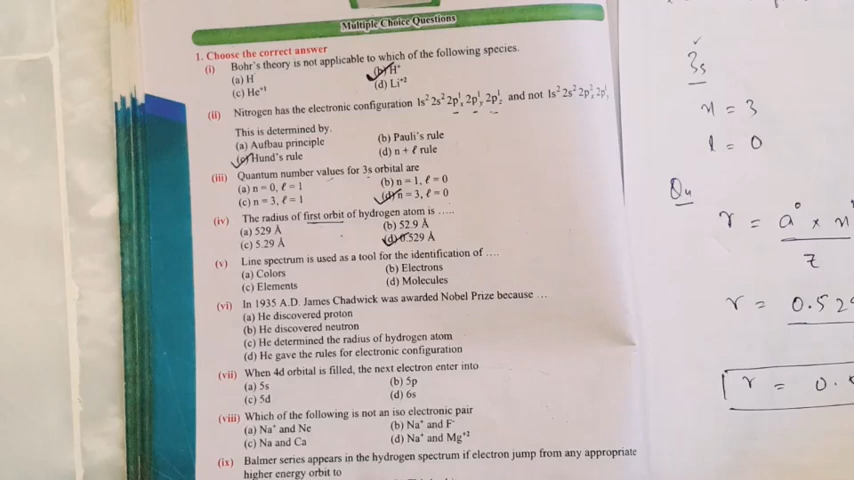 Multiple Choice Questions
1. Choose the correct answer
(i) Bohr's theory is not applicable to which of the following species.
(a) H (b) H⁺
(c) He⁺¹ (d) Li⁺²
(ii) Nitrogen has the electronic configuration 1s² 2s² 2p¹ₓ 2p¹ᵧ 2p¹𝓏 and not 1s² 2s² 2p²ₓ 2p¹ᵧ
This is determined by.
(a) Aufbau principle (b) Pauli's rule
(c) Hund's rule (d) n + ℓ rule
(iii) Quantum number values for 3s orbital are
(a) n = 0, ℓ = 1 (b) n = 1, ℓ = 0
(c) n = 3, ℓ = 1 (d) n = 3, ℓ = 0
(iv) The radius of first orbit of hydrogen atom is .....
(a) 529 Å (b) 52.9 Å
(c) 5.29 Å (d) 0.529 Å
(v) Line spectrum is used as a tool for the identification of ....
(a) Colors (b) Electrons
(c) Elements (d) Molecules
(vi) In 1935 A.D. James Chadwick was awarded Nobel Prize because ...
(a) He discovered proton
(b) He discovered neutron
(c) He determined the radius of hydrogen atom
(d) He gave the rules for electronic configuration
(vii) When 4d orbital is filled, the next electron enter into
(a) 5s (b) 5p
(c) 5d (d) 6s
(viii) Which of the following is not an iso electronic pair
(a) Na⁺ and Ne (b) Na⁺ and F⁻
(c) Na and Ca (d) Na⁺ and Mg⁺²
(ix) Balmer series appears in the hydrogen spectrum if electron jump from any appropriate
higher energy orbit to
3s
n = 3
l = 0
r = a° × n
z
r = 0.529
r = 0.